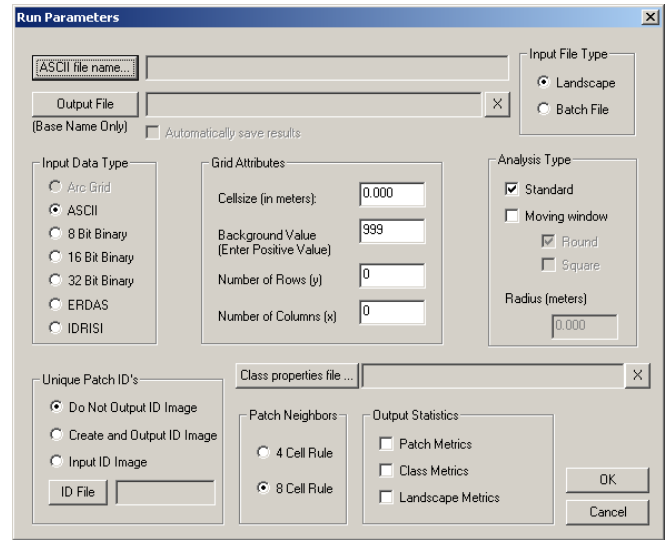 Run Parameters
Input File Type
ASCII file name...
Landscape
Output File
X
Batch File
(Base Name Only)
Automatically save results
Input Data Type
Grid Attributes
Analysis Type
Arc Grid
Cellsize (in meters):
0.000
Standard
ASCII
8 Bit Binary
Background Value
(Enter Positive Value)
999
Moving window
16 Bit Binary
Round
32 Bit Binary
Number of Rows (y)
0
Square
ERDAS
Radius (meters)
IDRISI
Number of Columns (x)
0
0.000
Unique Patch ID's
Class properties file ...
X
Do Not Output ID Image
Patch Neighbors
Output Statistics
Create and Output ID Image
4 Cell Rule
Patch Metrics
Input ID Image
Class Metrics
ID File
8 Cell Rule
Landscape Metrics
OK
Cancel